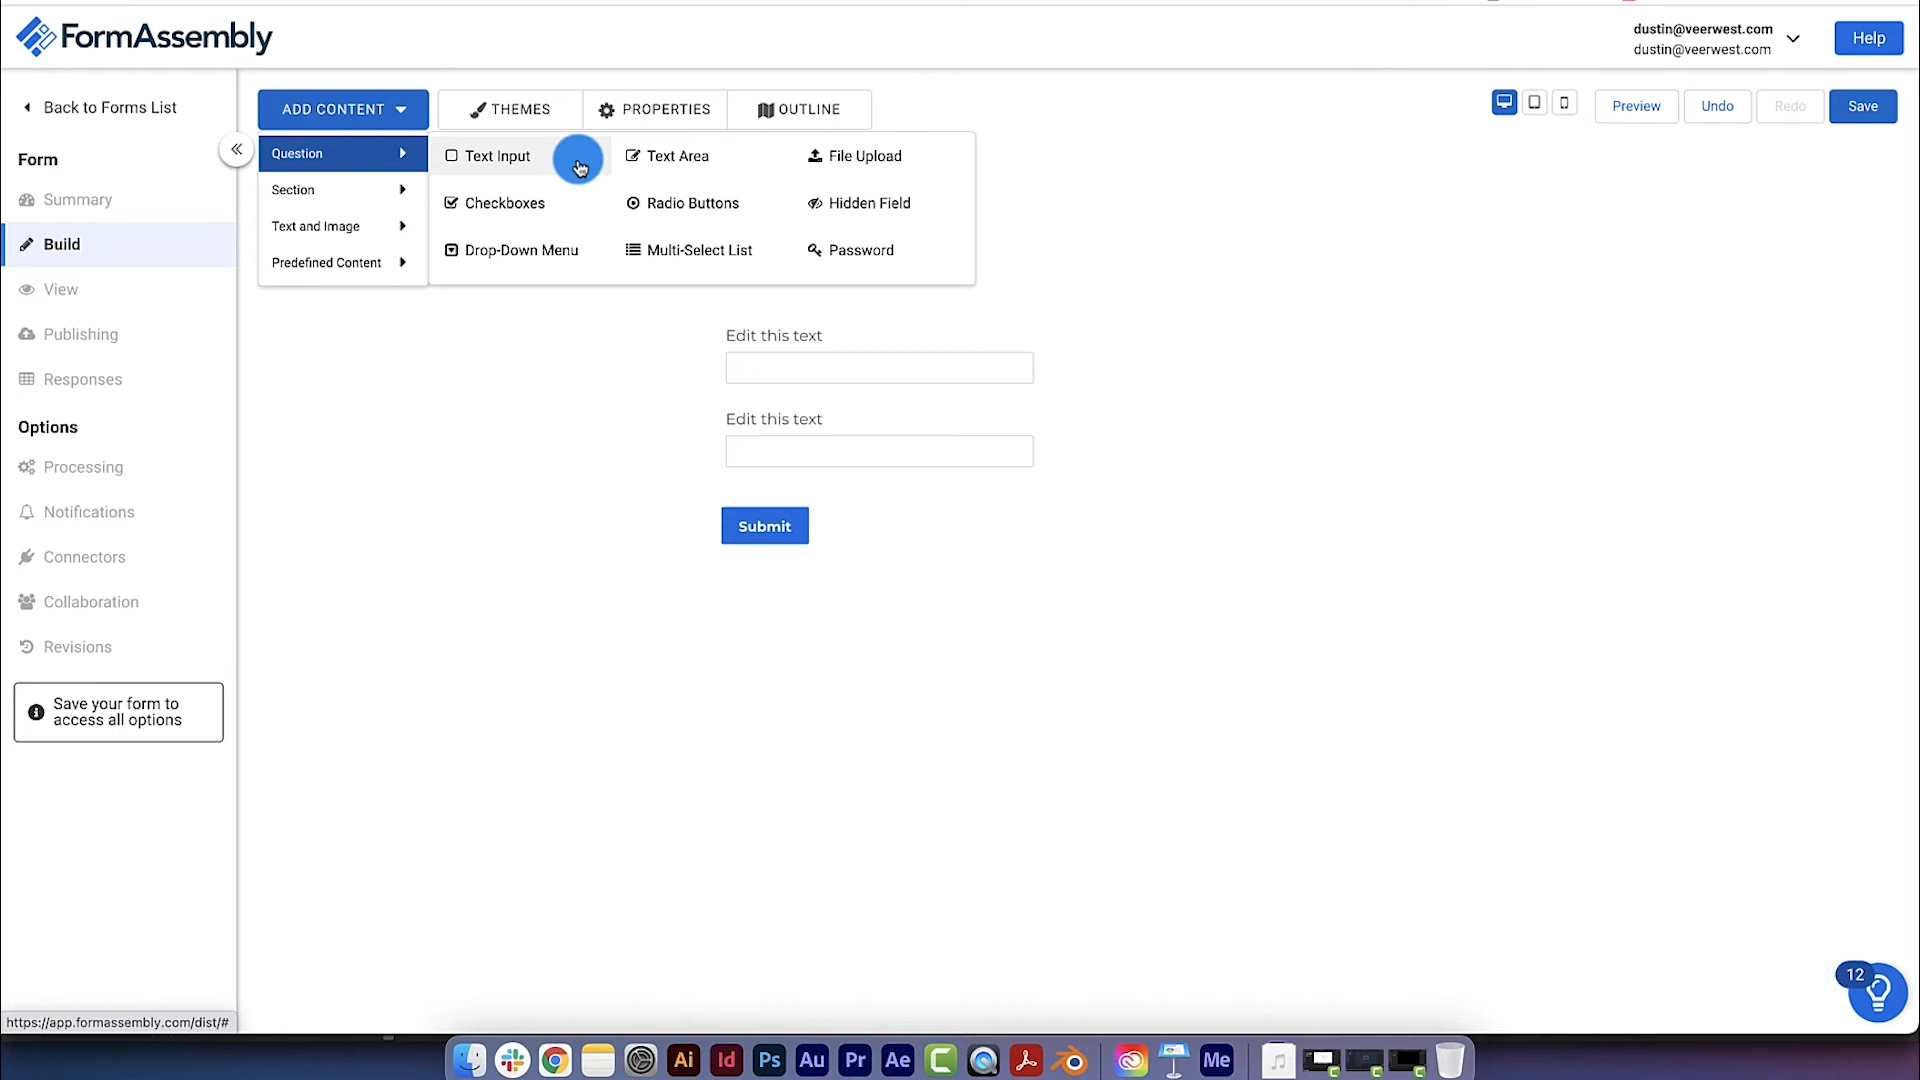 FormAssembly
dustin@veerwest.com
dustin@veerwest.com
Help
Back to Forms List
ADD CONTENT
THEMES
PROPERTIES
OUTLINE
Preview
Undo
Redo
Save
Form
Summary
Build
View
Publishing
Responses
Options
Processing
Notifications
Connectors
Collaboration
Revisions
Save your form to
access all options
Question
Section
Text and Image
Predefined Content
Text Input
Text Area
File Upload
Checkboxes
Radio Buttons
Hidden Field
Drop-Down Menu
Multi-Select List
Password
Edit this text
Edit this text
Submit
12
https://app.formassembly.com/dist/#
Ai
Id
Ps
Au
Pr
Ae
C
Me